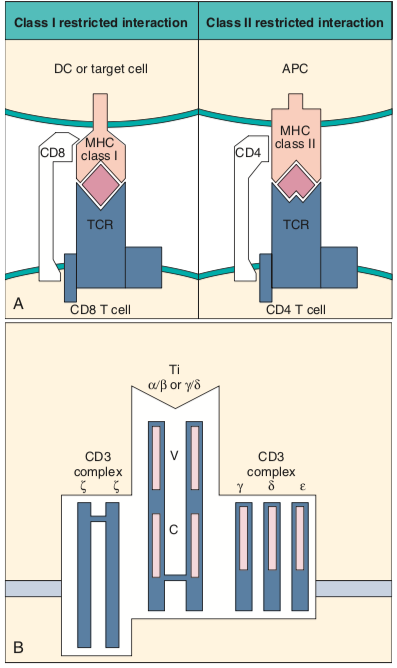 Class I restricted interaction
Class II restricted interaction
DC or target cell
APC
CD8
MHC
class I
CD4
MHC
class II
TCR
TCR
A
CD8 T cell
CD4 T cell
Ti
α/β or γ/δ
CD3
complex
ζ ζ
V
CD3
complex
γ δ ε
C
B